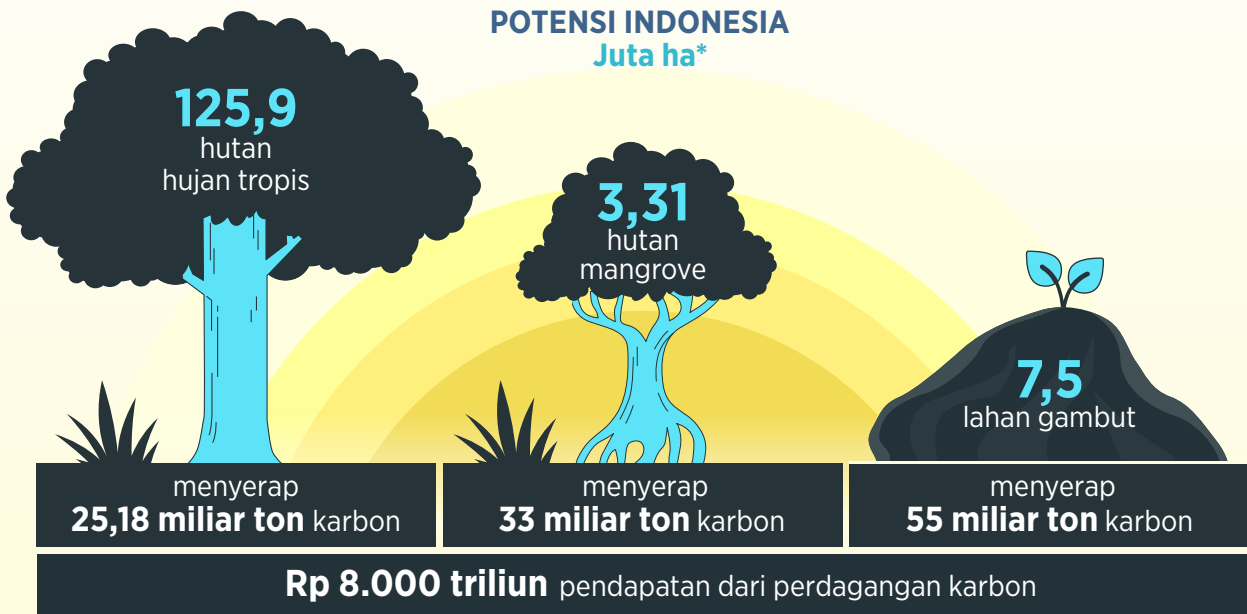 POTENSI INDONESIA
Juta ha*
125,9
hutan
hujan tropis
3,31
hutan
mangrove
7,5
lahan gambut
menyerap
25,18 miliar ton karbon
menyerap
33 miliar ton karbon
menyerap
55 miliar ton karbon
Rp 8.000 triliun pendapatan dari perdagangan karbon